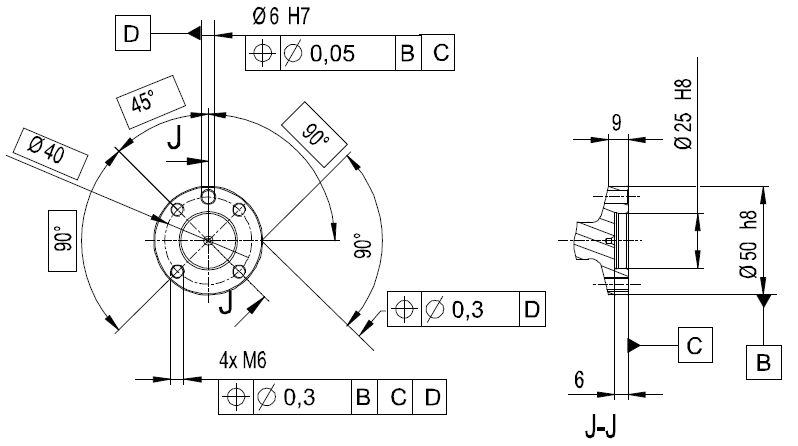 D
Ø6 H7
⌖ Ø 0,05 B C
45°
J
90°
Ø40
90°
90°
J
⌖ Ø 0,3 D
4x M6
⌖ Ø 0,3 B C D
9
Ø25 H8
Ø50 h8
C
B
6
J-J